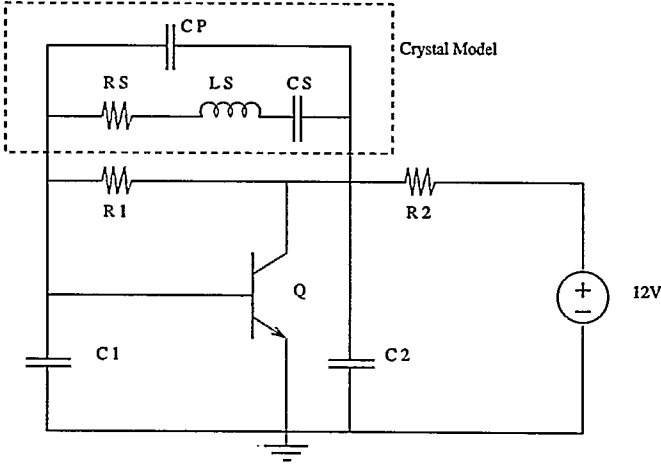 CP
Crystal Model
RS LS CS
R1 R2
Q
12V
C1 C2